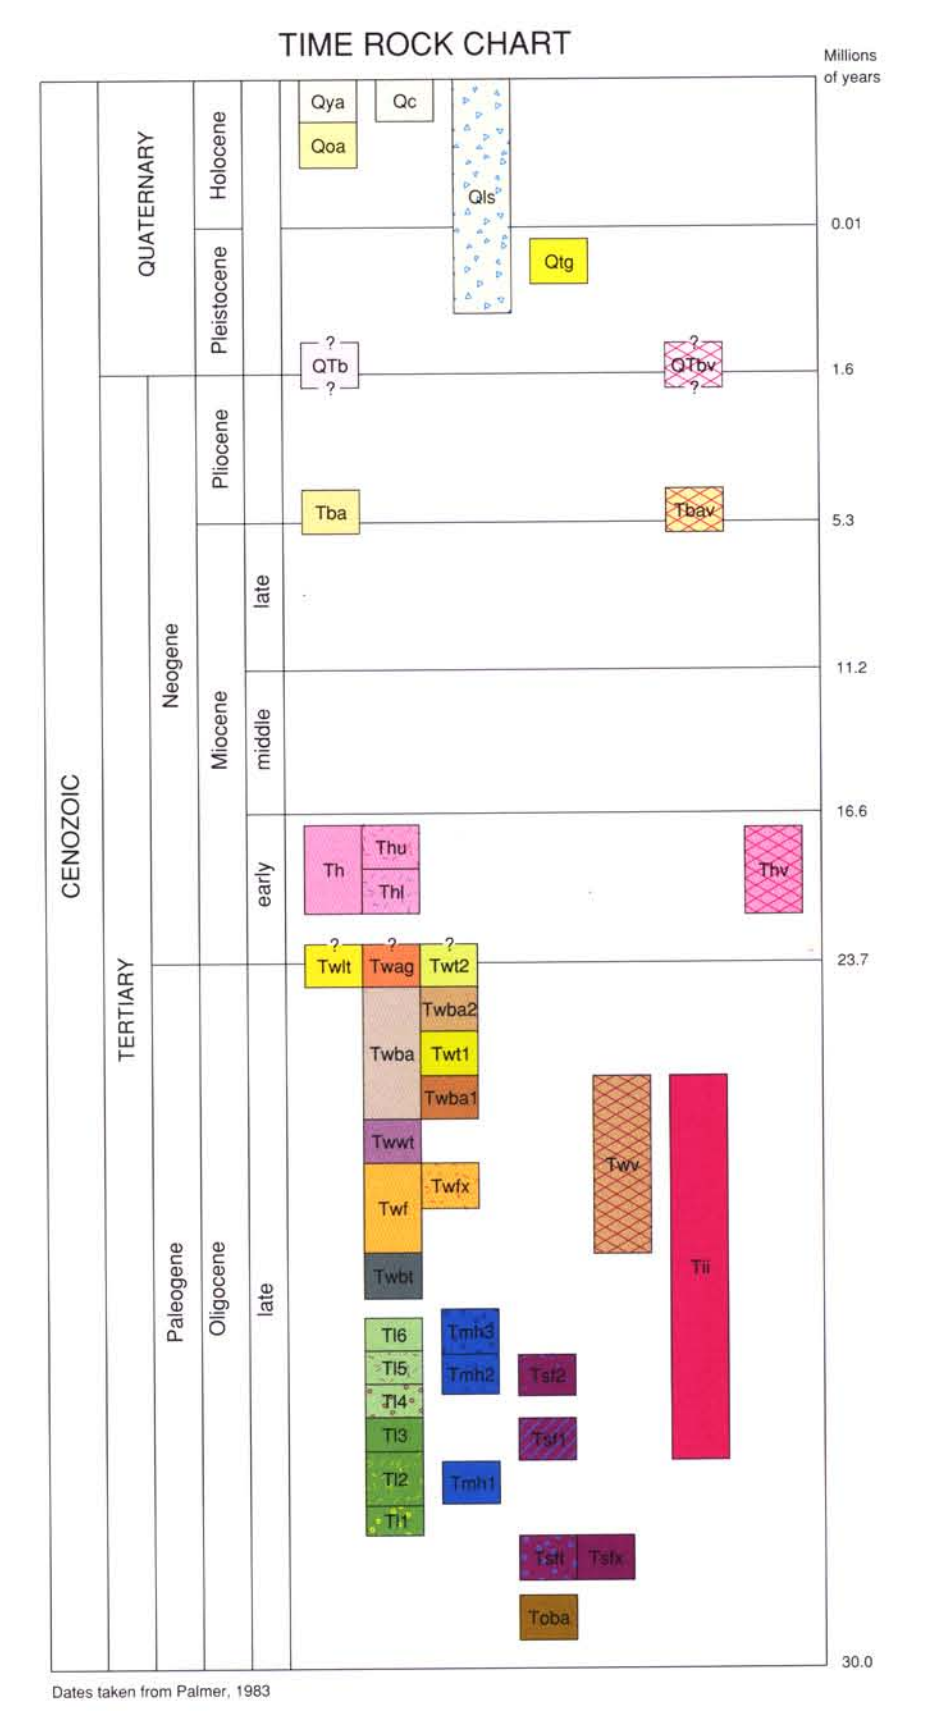 TIME ROCK CHART
Millions
of years
CENOZOIC
QUATERNARY
TERTIARY
Neogene
Paleogene
Holocene
Pleistocene
Pliocene
Miocene
Oligocene
late
middle
early
late
Qya
Qc
Qoa
Qls
0.01
Qtg
?
QTb
?
?
QTbv
?
1.6
Tba
Tbav
5.3
11.2
16.6
Th
Thu
Thl
Thv
?
?
?
Twlt
Twag
Twt2
23.7
Twba2
Twba
Twt1
Twba1
Twwt
Twv
Twfx
Twf
Tii
Twbt
Tl6
Tmh3
Tl5
Tmh2
Tsf2
Tl4
Tl3
Tsf1
Tl2
Tmh1
Tl1
Tsft
Tsfx
Toba
30.0
Dates taken from Palmer, 1983